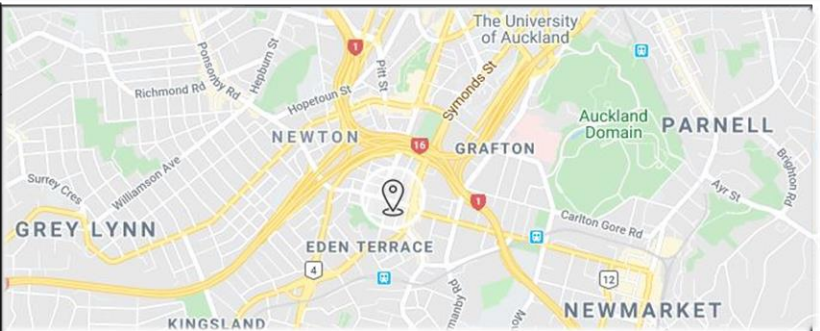 The University
of Auckland
1
Pitt St
Symonds St
Ponsonby Rd
Hepburn St
Richmond Rd
Hopetoun St
Auckland
Domain
PARNELL
NEWTON
16
GRAFTON
Brighton Rd
Williamson Ave
Surrey Cres
Ayr St
1
Carlton Gore Rd
GREY LYNN
EDEN TERRACE
4
12
NEWMARKET
KINGSLAND